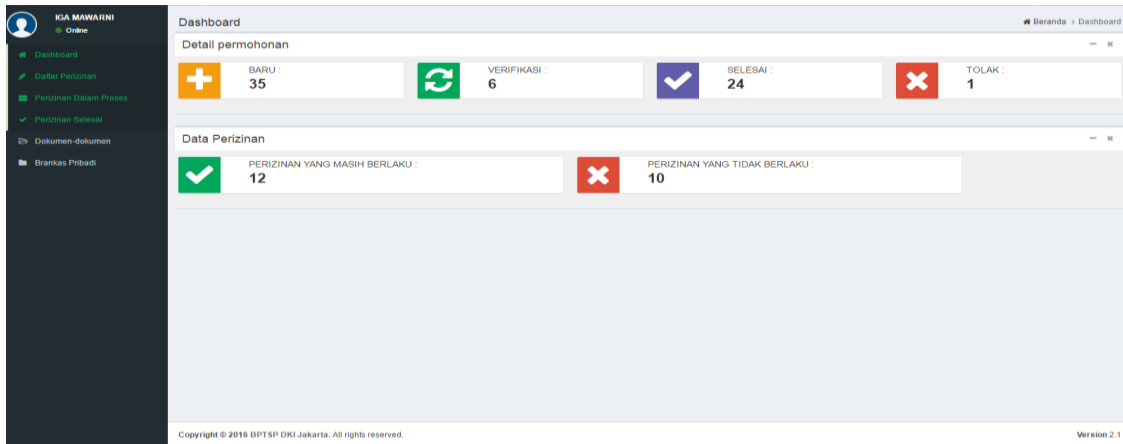 IGA MAWARNI
Online
Dashboard
Daftar Perizinan
Perizinan Dalam Proses
Perizinan Selesai
Dokumen-dokumen
Brankas Pribadi
Dashboard
Beranda > Dashboard
Detail permohonan
BARU :
35
VERIFIKASI :
6
SELESAI :
24
TOLAK :
1
Data Perizinan
PERIZINAN YANG MASIH BERLAKU :
12
PERIZINAN YANG TIDAK BERLAKU :
10
Copyright © 2016 BPTSP DKI Jakarta. All rights reserved.
Version 2.1